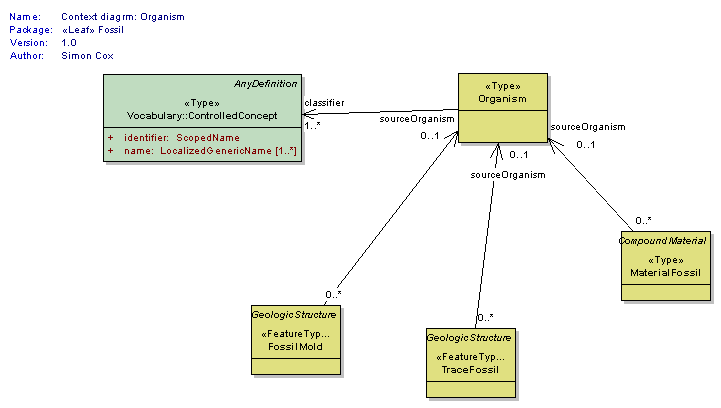 Name: Context diagrm: Organism
Package: «Leaf» Fossil
Version: 1.0
Author: Simon Cox
AnyDefinition
«Type»
Vocabulary::ControlledConcept
+ identifier: ScopedName
+ name: LocalizedGenericName [1..*]
classifier
1..*
«Type»
Organism
sourceOrganism
0..1
sourceOrganism
0..1
0..1
sourceOrganism
0..*
CompoundMaterial
«Type»
MaterialFossil
0..*
GeologicStructure
«FeatureTyp...
FossilMold
0..*
GeologicStructure
«FeatureTyp...
TraceFossil